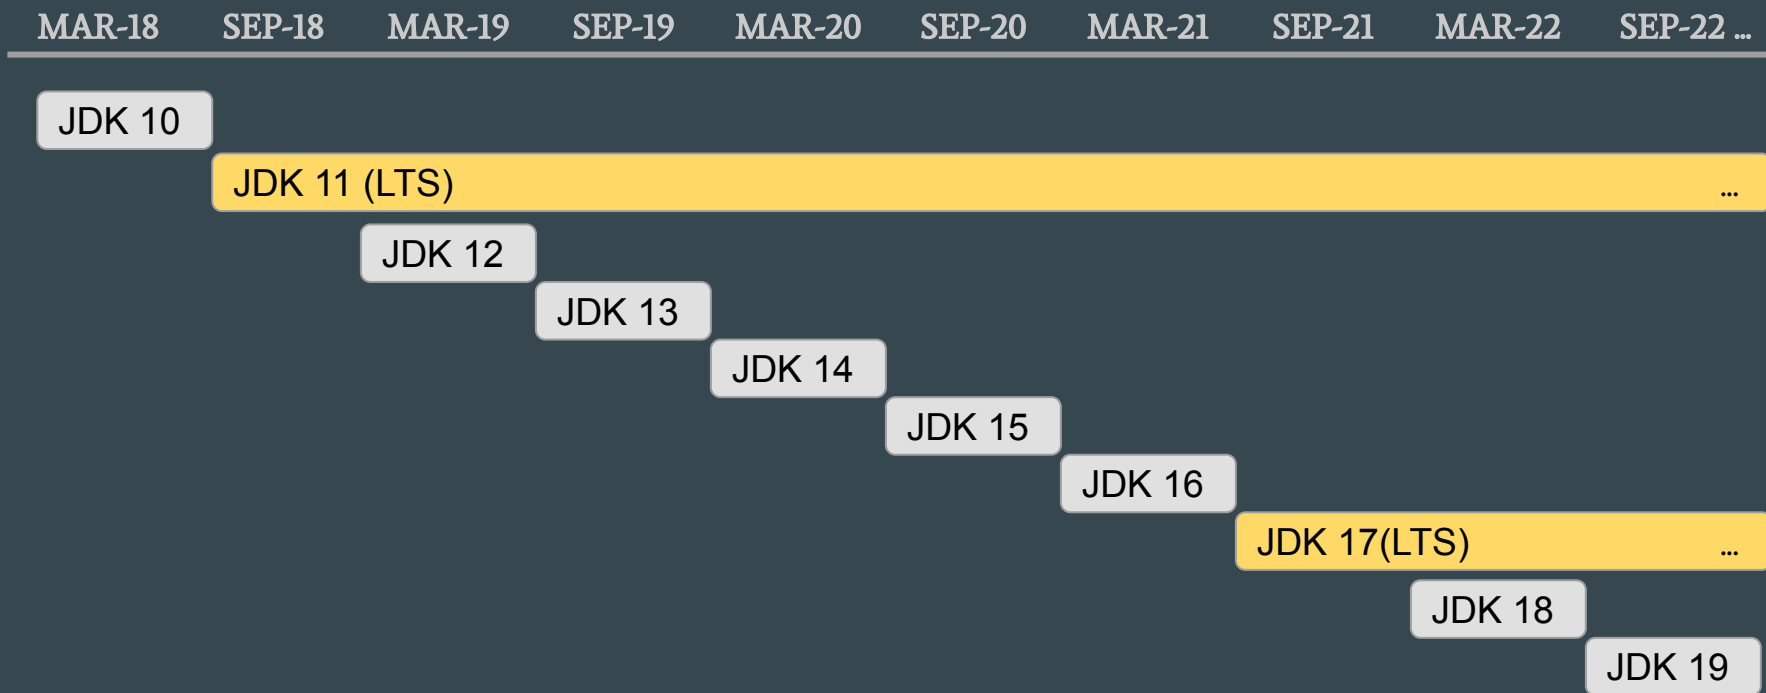 MAR-18 SEP-18 MAR-19 SEP-19 MAR-20 SEP-20 MAR-21 SEP-21 MAR-22 SEP-22 ...
JDK 10
JDK 11 (LTS) ...
JDK 12
JDK 13
JDK 14
JDK 15
JDK 16
JDK 17(LTS) ...
JDK 18
JDK 19